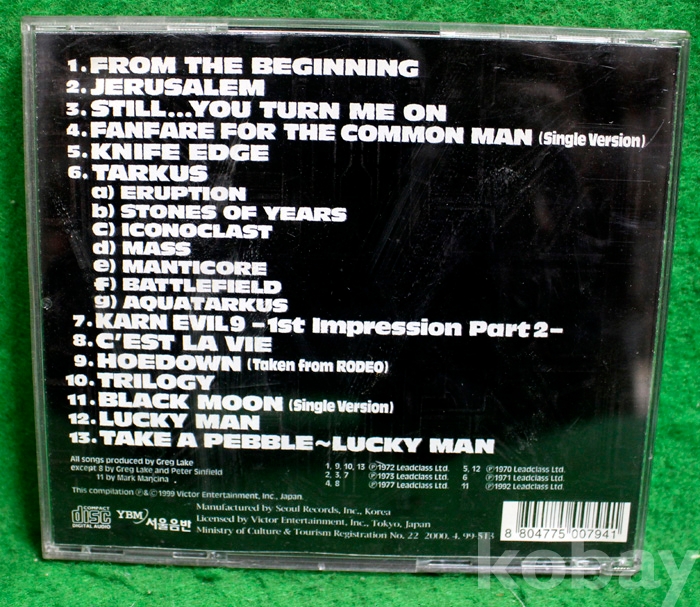 1. FROM THE BEGINNING
2. JERUSALEM
3. STILL...YOU TURN ME ON
4. FANFARE FOR THE COMMON MAN (Single Version)
5. KNIFE EDGE
6. TARKUS
a) ERUPTION
b) STONES OF YEARS
c) ICONOCLAST
d) MASS
e) MANTICORE
f) BATTLEFIELD
g) AQUATARKUS
7. KARN EVIL 9 –1st Impression Part 2–
8. C'EST LA VIE
9. HOEDOWN (Taken from RODEO)
10. TRILOGY
11. BLACK MOON (Single Version)
12. LUCKY MAN
13. TAKE A PEBBLE~LUCKY MAN
All songs produced by Greg Lake
except 8 by Greg Lake and Peter Sinfield
11 by Mark Mancina
1, 9, 10, 13 ℗1972 Leadclass Ltd.
2, 3, 7 ℗1973 Leadclass Ltd.
4, 8 ℗1977 Leadclass Ltd.
5, 12 ℗1970 Leadclass Ltd.
6 ℗1971 Leadclass Ltd.
11 ℗1992 Leadclass Ltd.
This compilation ℗&©1999 Victor Entertainment, Inc., Japan.
COMPACT
disc
DIGITAL AUDIO
YBM 서울음반
Manufactured by Seoul Records, Inc., Korea
Licensed by Victor Entertainment, Inc., Tokyo, Japan
Ministry of Culture & Tourism Registration No. 22 2000. 4. 99-513
8 804775 007941
kobay